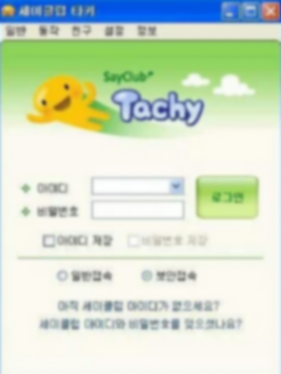 세이클럽 타키
일반 동작 친구 설정 정보
SayClub
Tachy
아이디
비밀번호
로그인
아이디 저장 비밀번호 저장
일반접속 보안접속
아직 세이클럽 아이디가 없으세요?
세이클럽 아이디와 비밀번호를 잊으셨나요?